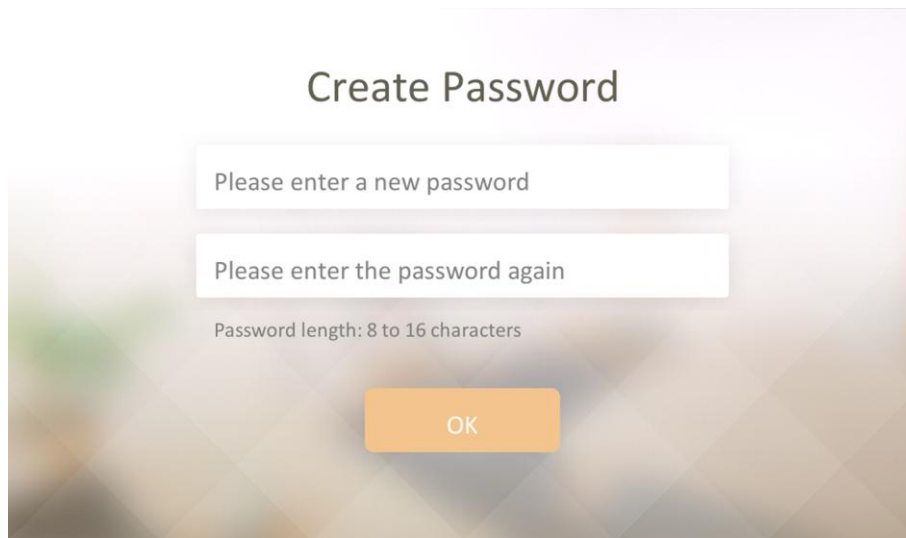 Create Password
Please enter a new password
Please enter the password again
Password length: 8 to 16 characters
OK